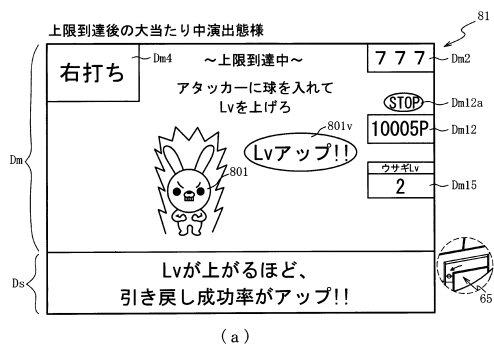 上限到達後の大当たり中演出態様
81
右打ち
Dm4
～上限到達中～
7 7 7
Dm2
アタッカーに球を入れて
Lvを上げろ
STOP
Dm12a
801v
10005P
Dm12
Dm
Lvアップ!!
801
ウサギLv
2
Dm15
Ds
Lvが上がるほど、
引き戻し成功率がアップ!!
65
(a)